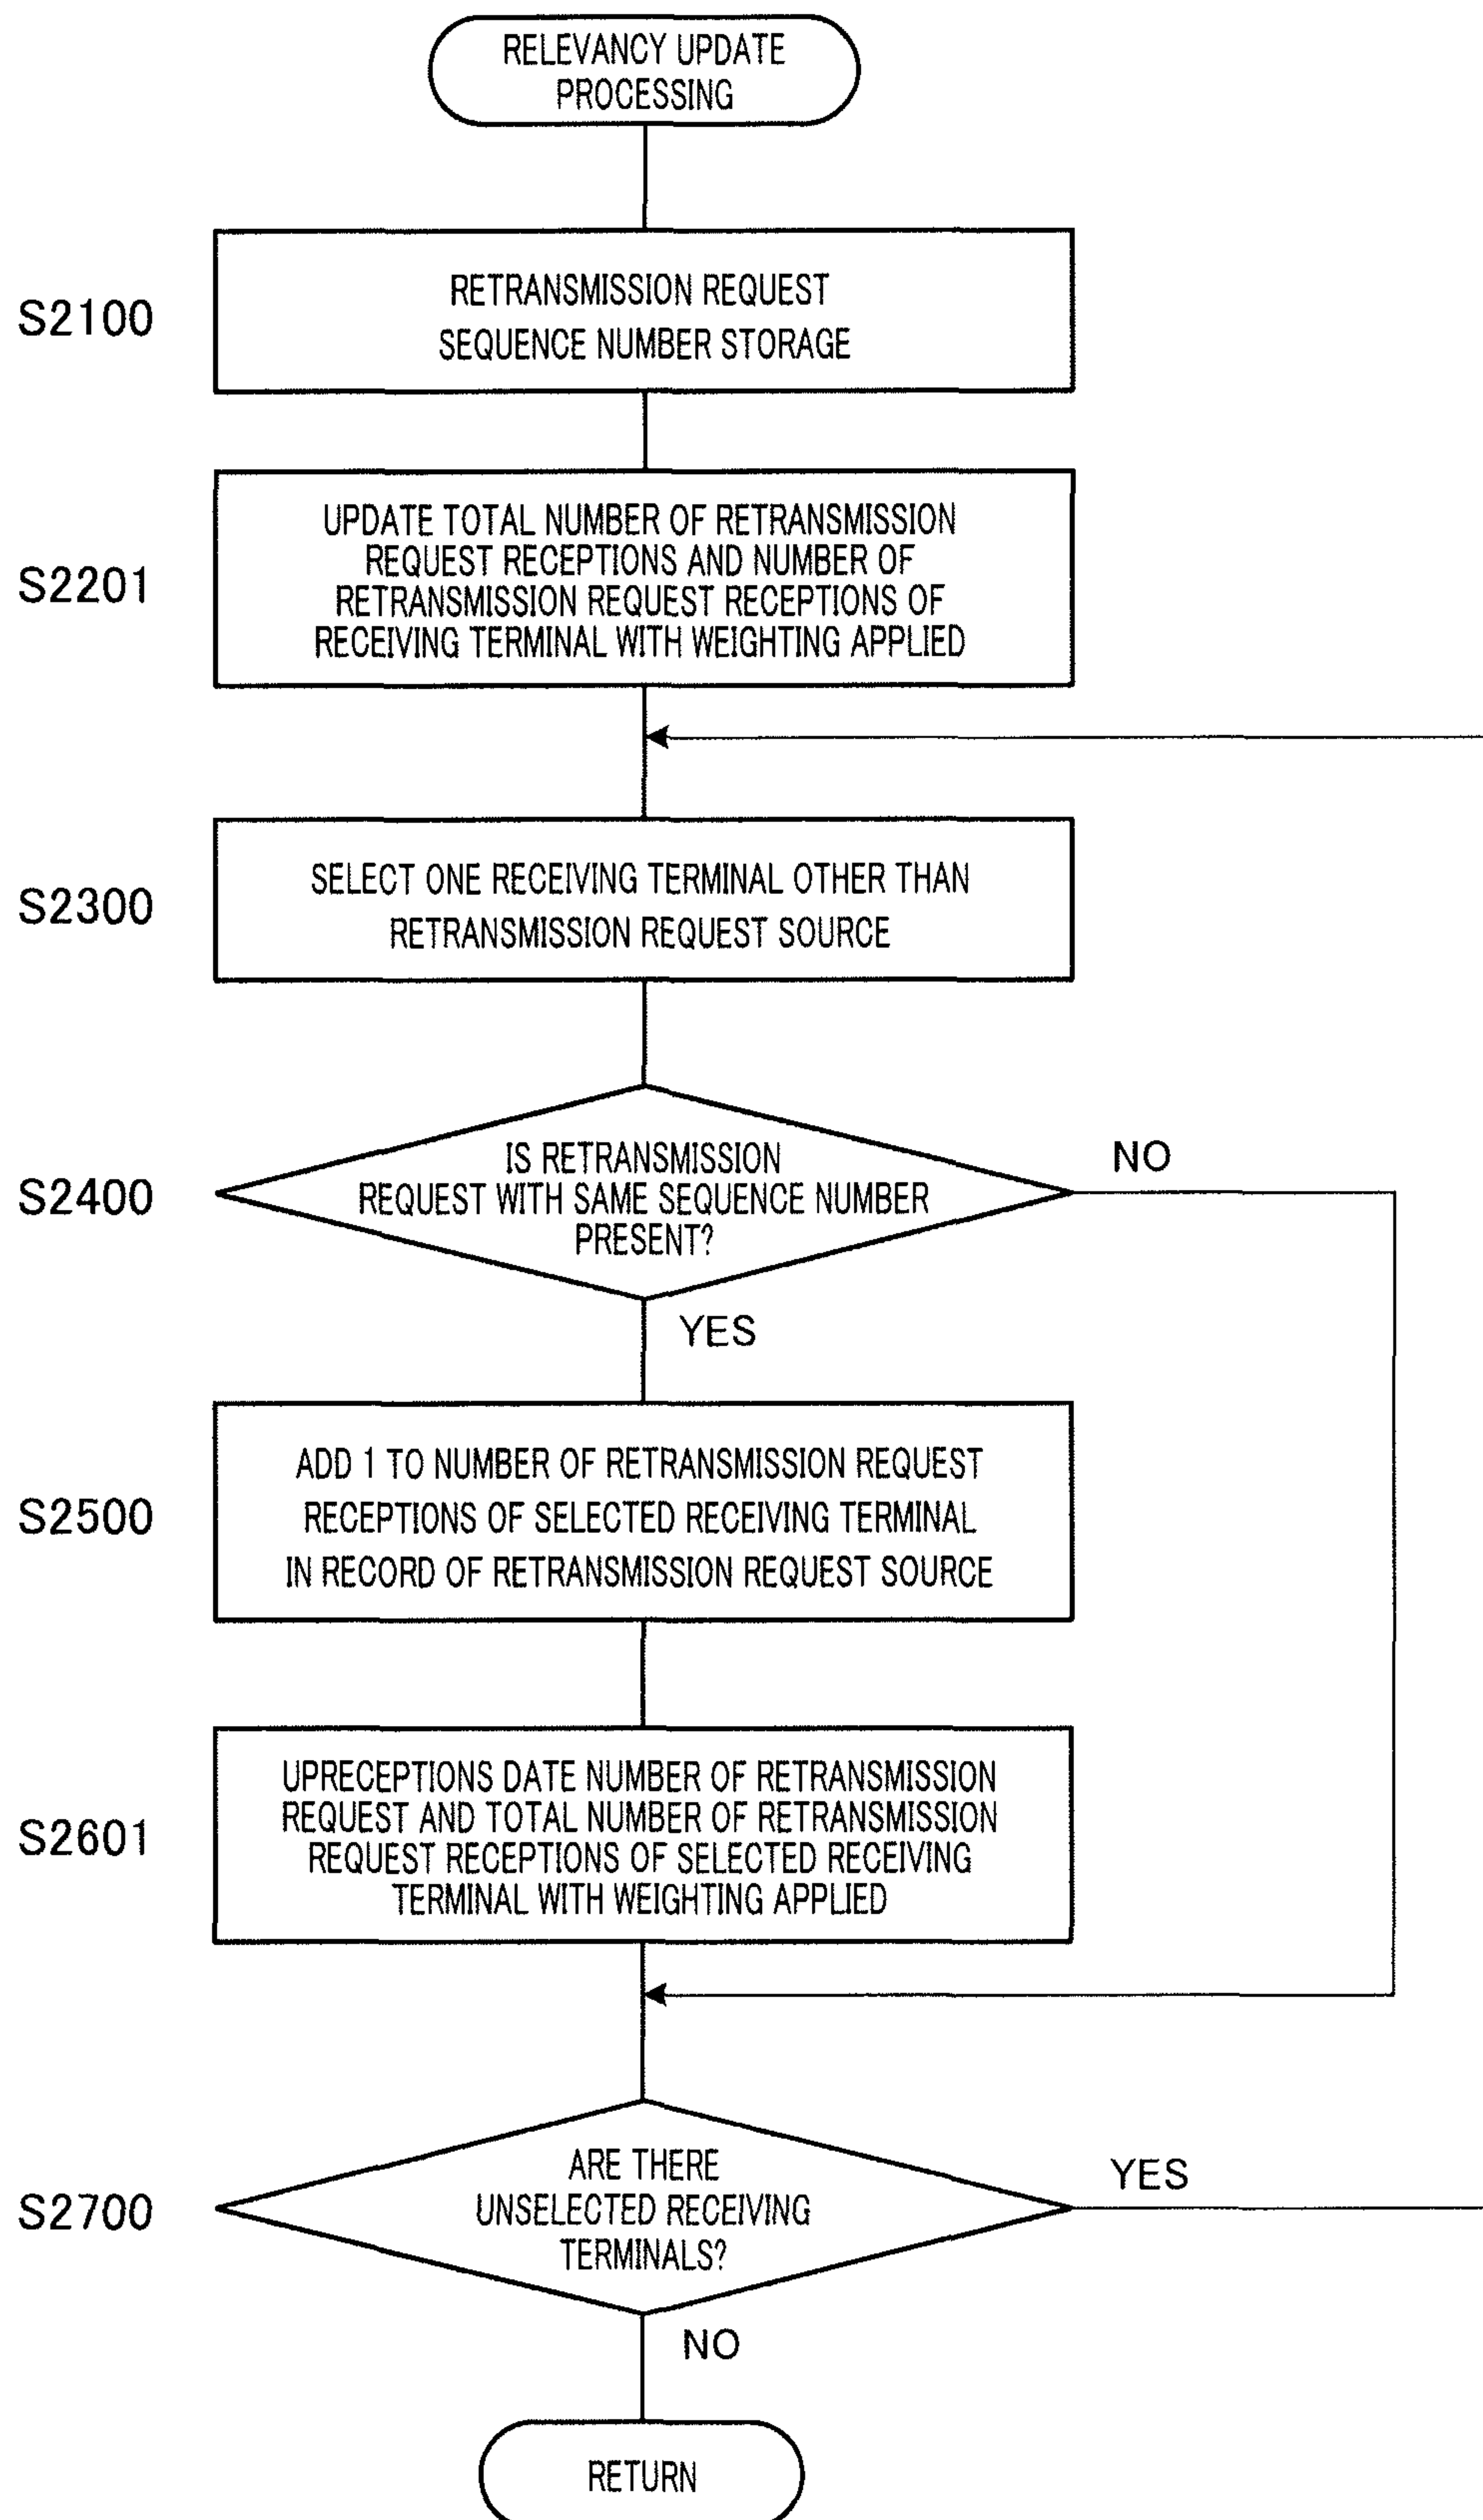 RELEVANCY UPDATE
PROCESSING
S2100
RETRANSMISSION REQUEST
SEQUENCE NUMBER STORAGE
S2201
UPDATE TOTAL NUMBER OF RETRANSMISSION
REQUEST RECEPTIONS AND NUMBER OF
RETRANSMISSION REQUEST RECEPTIONS OF
RECEIVING TERMINAL WITH WEIGHTING APPLIED
S2300
SELECT ONE RECEIVING TERMINAL OTHER THAN
RETRANSMISSION REQUEST SOURCE
S2400
IS RETRANSMISSION
REQUEST WITH SAME SEQUENCE NUMBER
PRESENT?
NO
YES
S2500
ADD 1 TO NUMBER OF RETRANSMISSION REQUEST
RECEPTIONS OF SELECTED RECEIVING TERMINAL
IN RECORD OF RETRANSMISSION REQUEST SOURCE
S2601
UPRECEPTIONS DATE NUMBER OF RETRANSMISSION
REQUEST AND TOTAL NUMBER OF RETRANSMISSION
REQUEST RECEPTIONS OF SELECTED RECEIVING
TERMINAL WITH WEIGHTING APPLIED
S2700
ARE THERE
UNSELECTED RECEIVING
TERMINALS?
YES
NO
RETURN